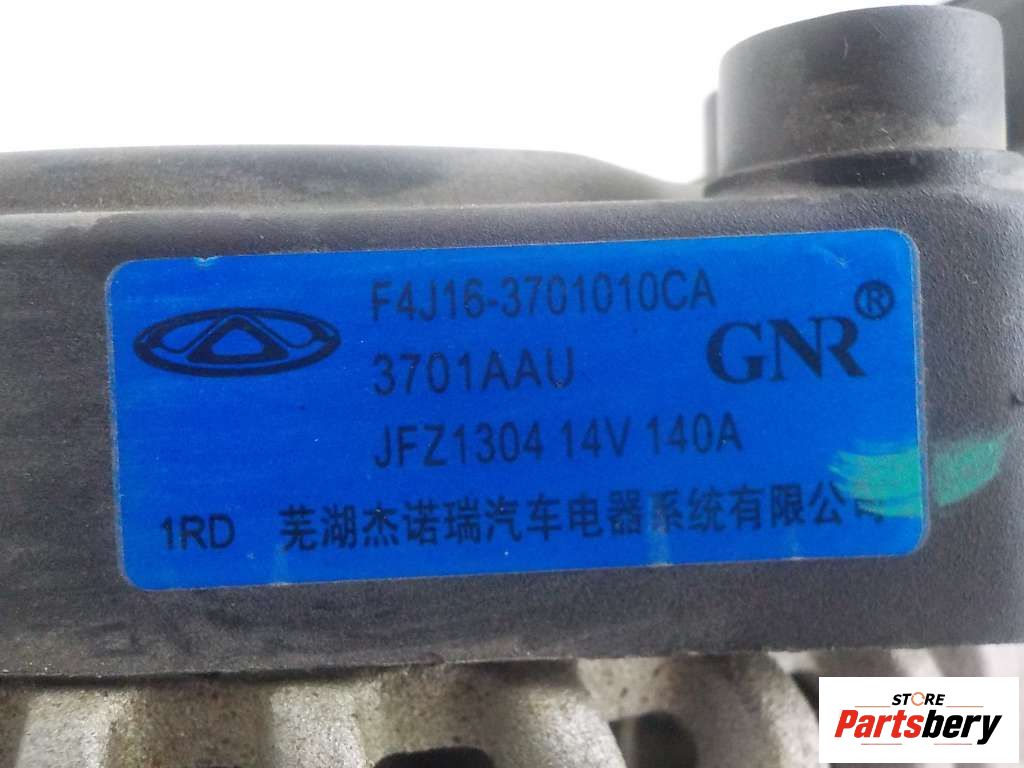 F4J16-3701010CA
GNR®
3701AAU
JFZ1304 14V 140A
1RD 芜湖杰诺瑞汽车电器系统有限公司
STORE
Partsbery